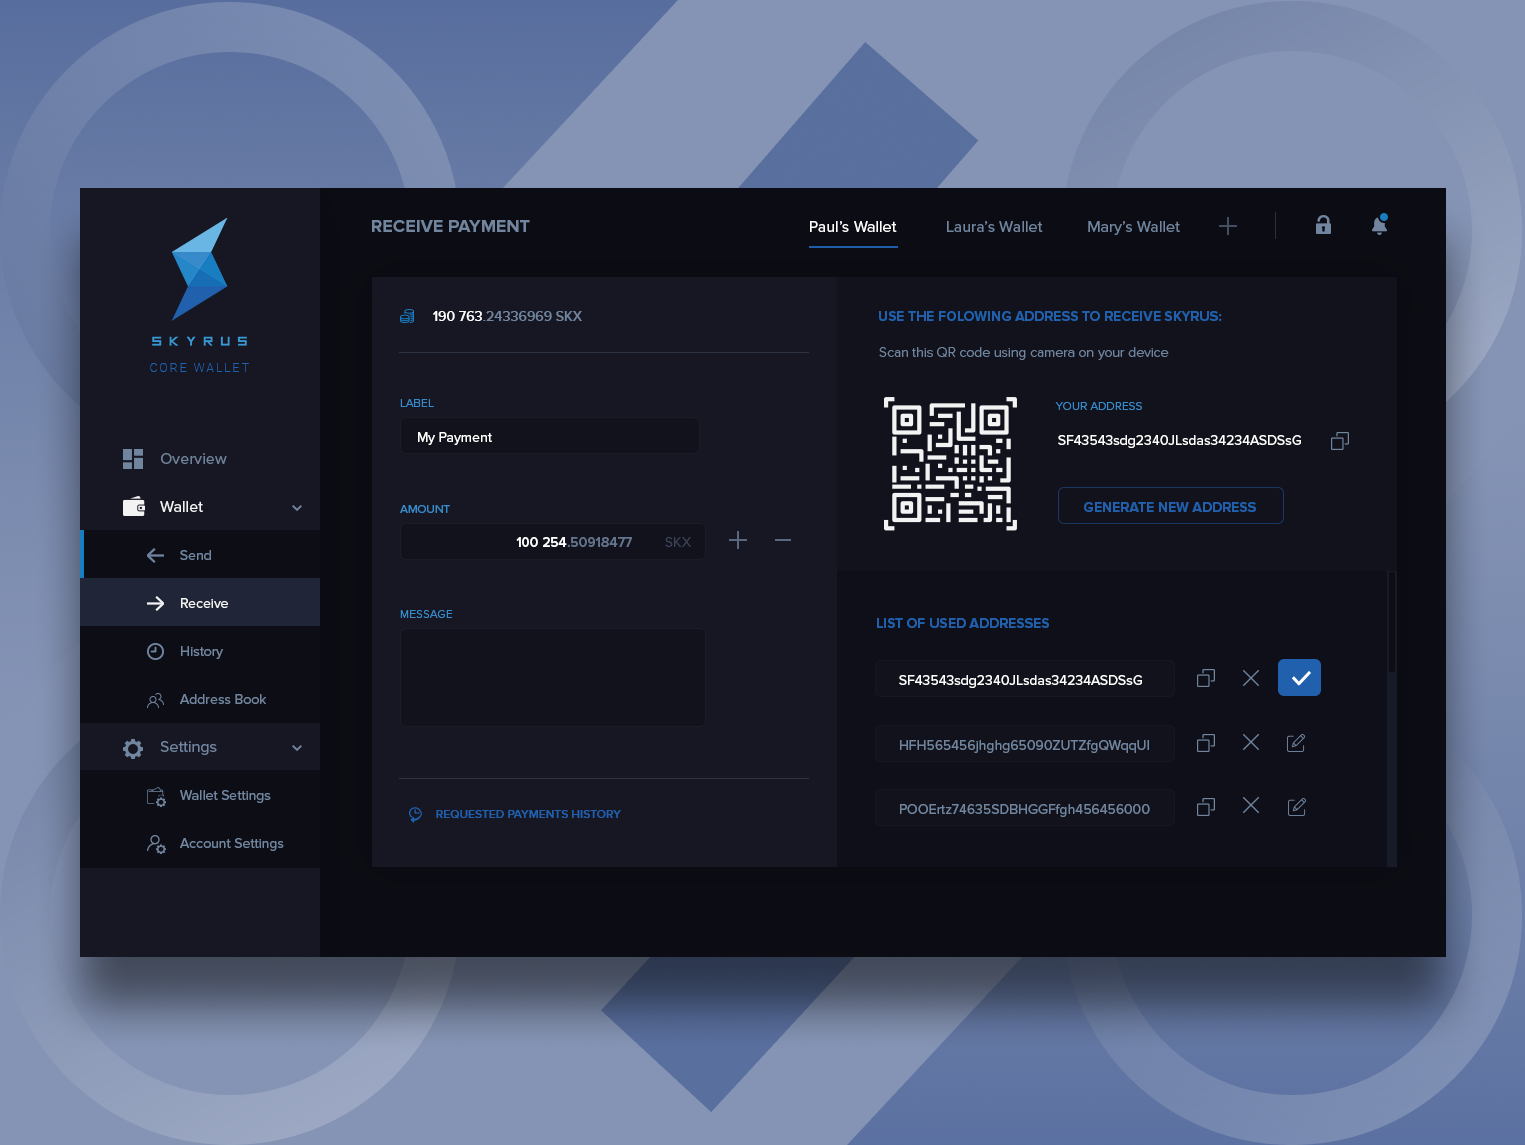 SKYRUS
CORE WALLET
Overview
Wallet
Send
Receive
History
Address Book
Settings
Wallet Settings
Account Settings
RECEIVE PAYMENT
Paul's Wallet
Laura's Wallet
Mary's Wallet
190 763.24336969 SKX
LABEL
My Payment
AMOUNT
100 254.50918477 SKX
MESSAGE
REQUESTED PAYMENTS HISTORY
USE THE FOLOWING ADDRESS TO RECEIVE SKYRUS:
Scan this QR code using camera on your device
YOUR ADDRESS
SF43543sdg2340JLsdas34234ASDSsG
GENERATE NEW ADDRESS
LIST OF USED ADDRESSES
SF43543sdg2340JLsdas34234ASDSsG
HFH565456jhghg65090ZUTZfgQWqqUI
POOErtz74635SDBHGGFfgh456456000